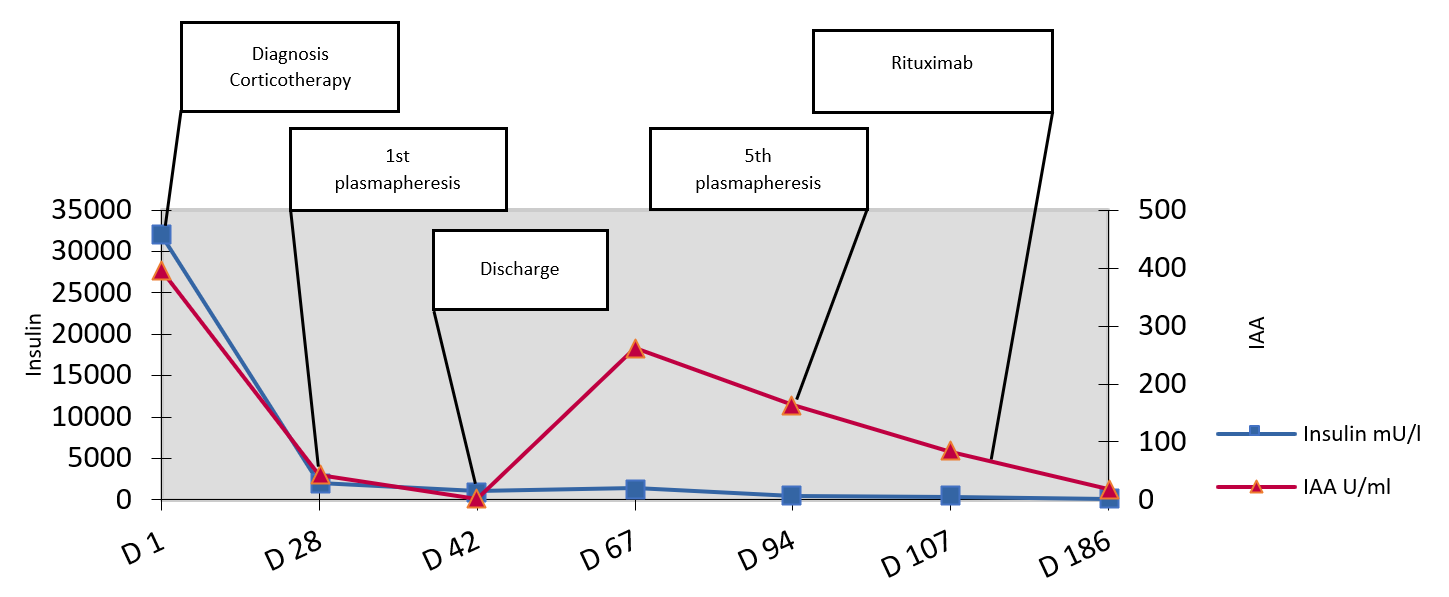 Diagnosis
Corticotherapy
Rituximab
1st
plasmapheresis
5th
plasmapheresis
Discharge
Insulin
35000
30000
25000
20000
15000
10000
5000
0
500
400
300
200
100
0
IAA
D 1
D 28
D 42
D 67
D 94
D 107
D 186
Insulin mU/l
IAA U/ml